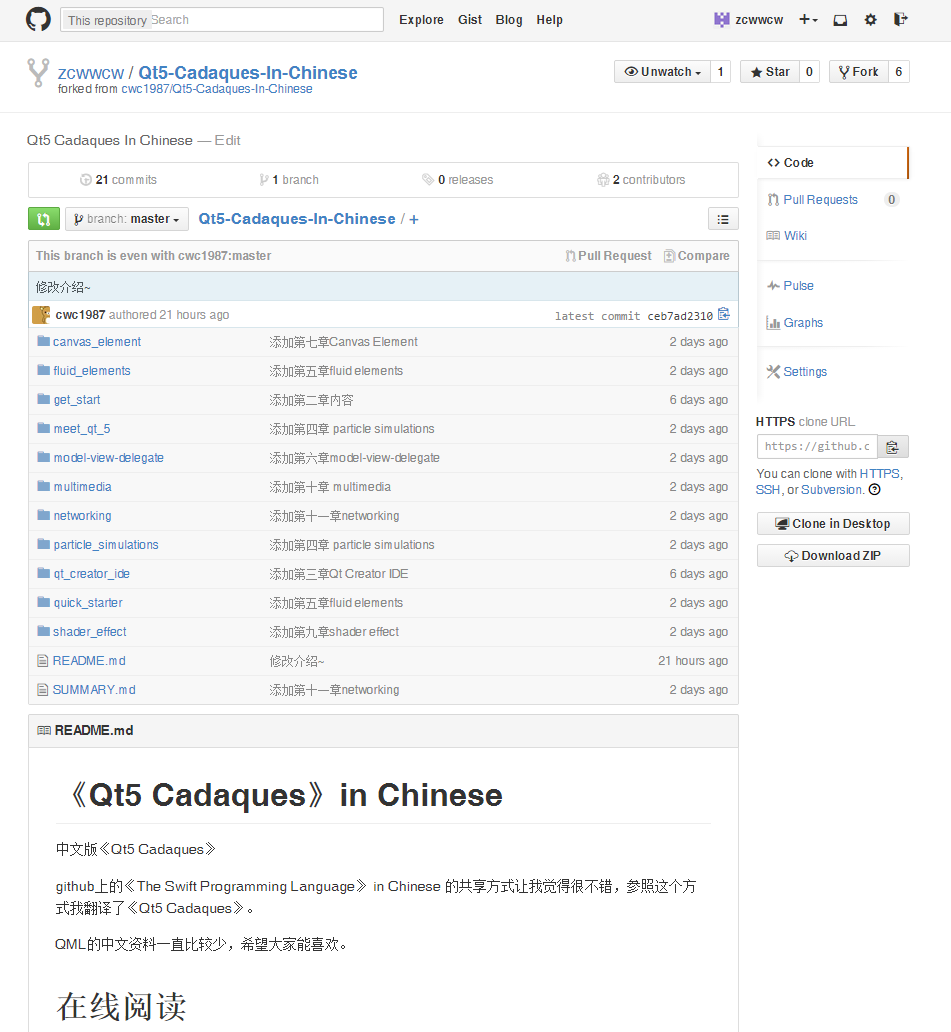 This repository Search Explore Gist Blog Help zcwwcw
zcwwcw / Qt5-Cadaques-In-Chinese Unwatch 1 Star 0 Fork 6
forked from cwc1987/Qt5-Cadaques-In-Chinese
Qt5 Cadaques In Chinese — Edit
21 commits 1 branch 0 releases 2 contributors
branch: master Qt5-Cadaques-In-Chinese / +
This branch is even with cwc1987:master Pull Request Compare
修改介绍~
cwc1987 authored 21 hours ago latest commit ceb7ad2310
canvas_element 添加第七章Canvas Element 2 days ago
fluid_elements 添加第五章fluid elements 2 days ago
get_start 添加第二章内容 6 days ago
meet_qt_5 添加第四章 particle simulations 2 days ago
model-view-delegate 添加第六章model-view-delegate 2 days ago
multimedia 添加第十章 multimedia 2 days ago
networking 添加第十一章networking 2 days ago
particle_simulations 添加第四章 particle simulations 2 days ago
qt_creator_ide 添加第三章Qt Creator IDE 6 days ago
quick_starter 添加第五章fluid elements 2 days ago
shader_effect 添加第九章shader effect 2 days ago
README.md 修改介绍~ 21 hours ago
SUMMARY.md 添加第十一章networking 2 days ago
README.md
《Qt5 Cadaques》in Chinese
中文版《Qt5 Cadaques》
github上的《The Swift Programming Language》 in Chinese 的共享方式让我觉得很不错，参照这个方
式我翻译了《Qt5 Cadaques》。
QML的中文资料一直比较少，希望大家能喜欢。
在线阅读
Code
Pull Requests 0
Wiki
Pulse
Graphs
Settings
HTTPS clone URL
https://github.c
You can clone with HTTPS,
SSH, or Subversion.
Clone in Desktop
Download ZIP